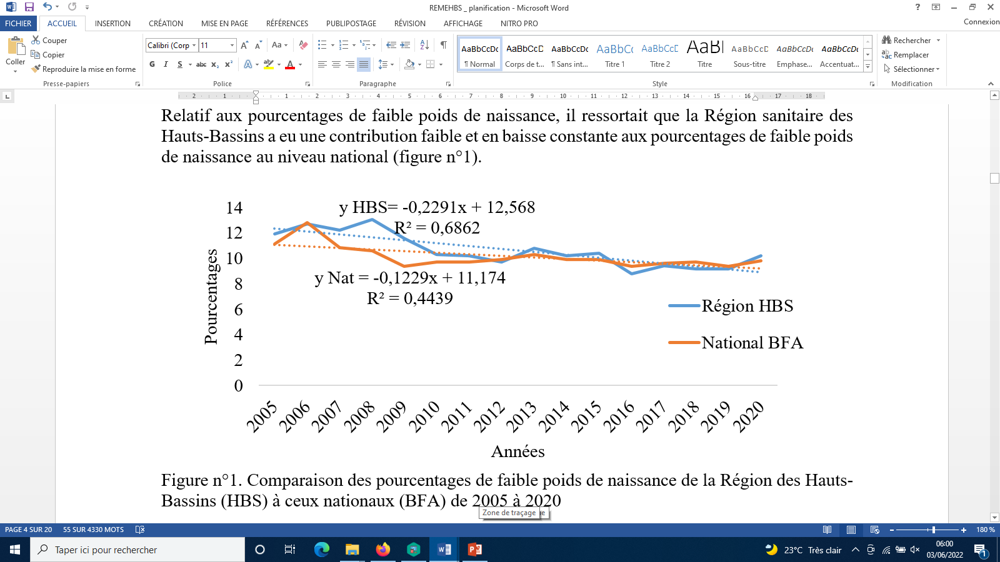 REMEHBS _ planification - Microsoft Word
FICHIER ACCUEIL INSERTION CRÉATION MISE EN PAGE RÉFÉRENCES PUBLIPOSTAGE RÉVISION AFFICHAGE NITRO PRO Connexion
Coller
Couper
Copier
Reproduire la mise en forme
Presse-papiers
Calibri (Corp 11
G I S abc x₂ x²
Police
Paragraphe
AaBbCcDc AaBbCcD AaBbCcDc AaBbCc AaBbCcD AaBl AaBbCcD AaBbCcDc AaBbCcDc
¶ Normal Corps de t... ¶ Sans int... Titre 1 Titre 2 Titre Sous-titre Emphase... Accentuat...
Style
Rechercher
Remplacer
Sélectionner
Modification
2 1 1 2 3 4 5 6 7 8 9 10 11 12 13 14 15 16 17 18
Relatif aux pourcentages de faible poids de naissance, il ressortait que la Région sanitaire des
Hauts-Bassins a eu une contribution faible et en baisse constante aux pourcentages de faible poids
de naissance au niveau national (figure n°1).
14
12
10
8
6
4
2
0
Pourcentages
y HBS= -0,2291x + 12,568
R² = 0,6862
y Nat = -0,1229x + 11,174
R² = 0,4439
Région HBS
National BFA
2005 2006 2007 2008 2009 2010 2011 2012 2013 2014 2015 2016 2017 2018 2019 2020
Années
Figure n°1. Comparaison des pourcentages de faible poids de naissance de la Région des Hauts-
Bassins (HBS) à ceux nationaux (BFA) de 2005 à 2020
Zone de traçage
PAGE 4 SUR 20 55 SUR 4330 MOTS 180 %
Taper ici pour rechercher
23°C Très clair
06:00
03/06/2022
1